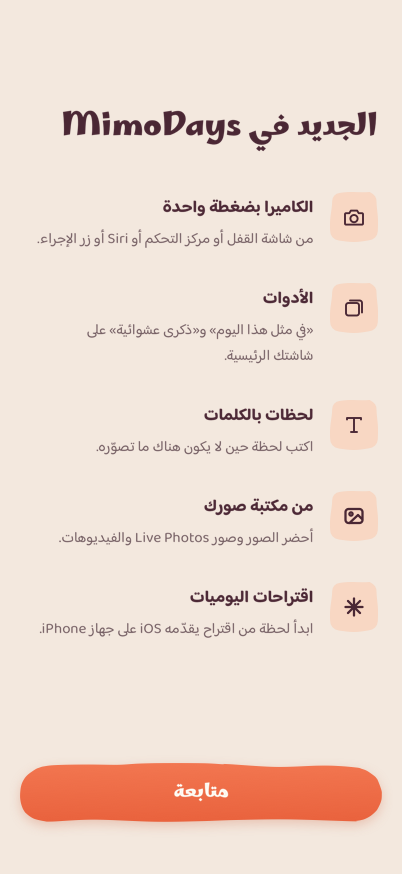 الجديد في MimoDays
الكاميرا بضغطة واحدة
من شاشة القفل أو مركز التحكم أو Siri أو زر الإجراء.
الأدوات
«في مثل هذا اليوم» و«ذكرى عشوائية» على
شاشتك الرئيسية.
لحظات بالكلمات
اكتب لحظة حين لا يكون هناك ما تصوّره.
من مكتبة صورك
أحضر الصور وصور Live Photos والفيديوهات.
اقتراحات اليوميات
ابدأ لحظة من اقتراح يقدّمه iOS على جهاز iPhone.
متابعة